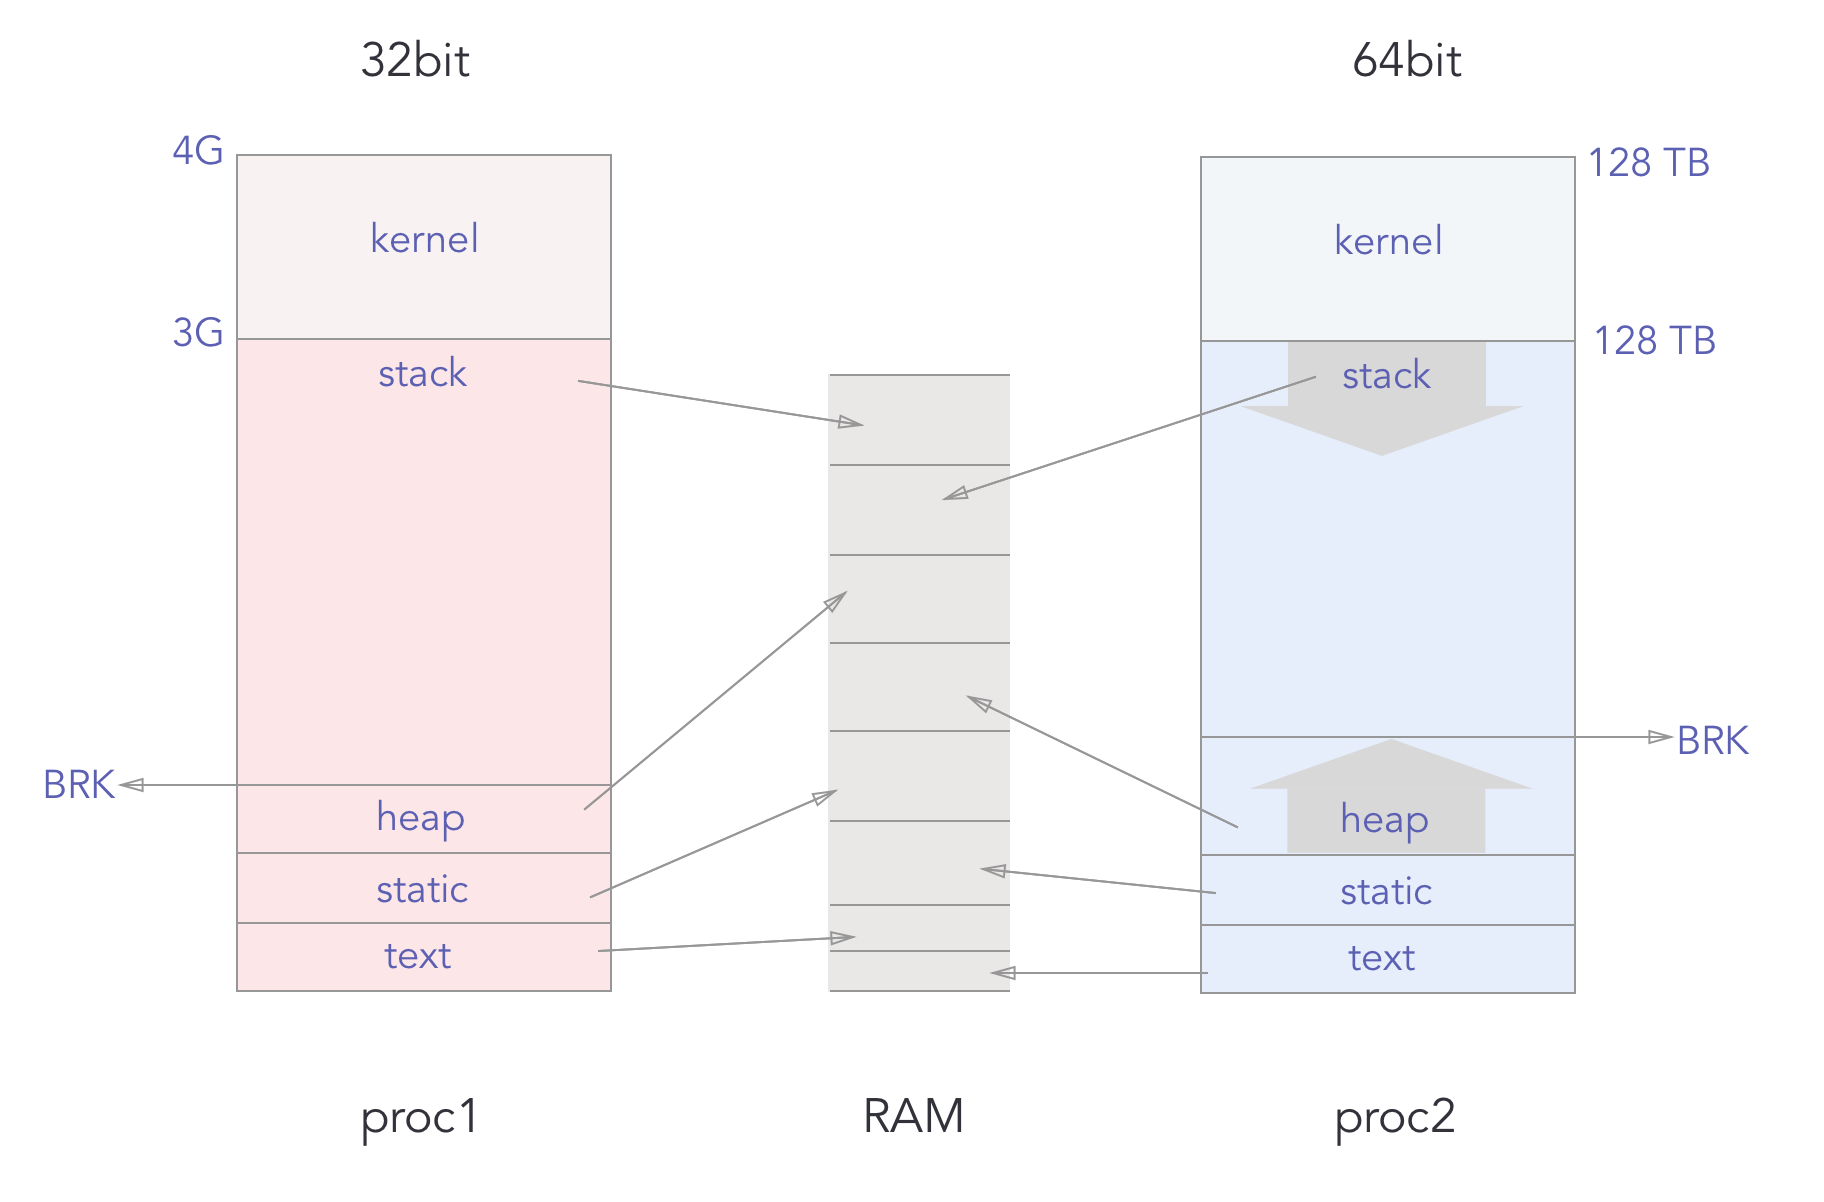 32bit
64bit
4G
128 TB
kernel
kernel
3G
128 TB
stack
stack
BRK
BRK
heap
heap
static
static
text
text
proc1
RAM
proc2